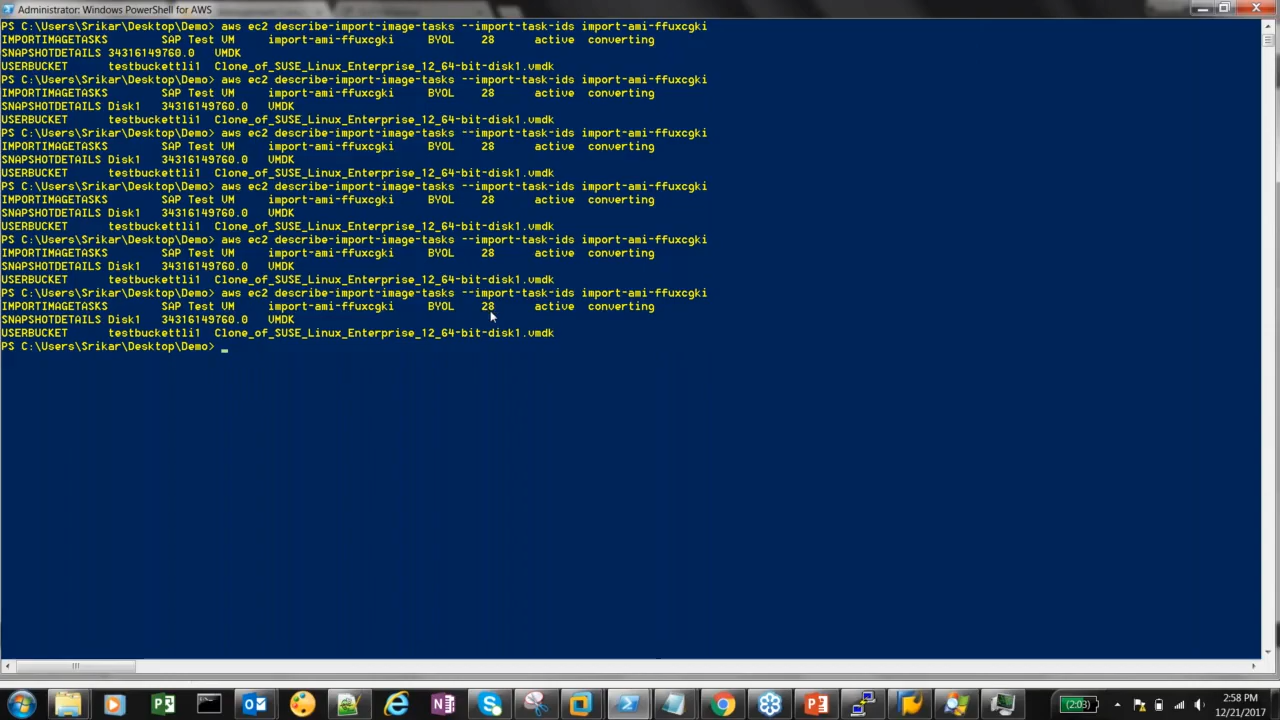 Administrator: Windows PowerShell for AWS
PS C:\Users\Srikar\Desktop\Demo> aws ec2 describe-import-image-tasks --import-task-ids import-ami-ffuxcgki
IMPORTIMAGETASKS SAP Test VM import-ami-ffuxcgki BYOL 28 active converting
SNAPSHOTDETAILS 34316149760.0 VMDK
USERBUCKET testbuckettli1 Clone_of_SUSE_Linux_Enterprise_12_64-bit-disk1.vmdk
PS C:\Users\Srikar\Desktop\Demo> aws ec2 describe-import-image-tasks --import-task-ids import-ami-ffuxcgki
IMPORTIMAGETASKS SAP Test VM import-ami-ffuxcgki BYOL 28 active converting
SNAPSHOTDETAILS Disk1 34316149760.0 VMDK
USERBUCKET testbuckettli1 Clone_of_SUSE_Linux_Enterprise_12_64-bit-disk1.vmdk
PS C:\Users\Srikar\Desktop\Demo> aws ec2 describe-import-image-tasks --import-task-ids import-ami-ffuxcgki
IMPORTIMAGETASKS SAP Test VM import-ami-ffuxcgki BYOL 28 active converting
SNAPSHOTDETAILS Disk1 34316149760.0 VMDK
USERBUCKET testbuckettli1 Clone_of_SUSE_Linux_Enterprise_12_64-bit-disk1.vmdk
PS C:\Users\Srikar\Desktop\Demo> aws ec2 describe-import-image-tasks --import-task-ids import-ami-ffuxcgki
IMPORTIMAGETASKS SAP Test VM import-ami-ffuxcgki BYOL 28 active converting
SNAPSHOTDETAILS Disk1 34316149760.0 VMDK
USERBUCKET testbuckettli1 Clone_of_SUSE_Linux_Enterprise_12_64-bit-disk1.vmdk
PS C:\Users\Srikar\Desktop\Demo> aws ec2 describe-import-image-tasks --import-task-ids import-ami-ffuxcgki
IMPORTIMAGETASKS SAP Test VM import-ami-ffuxcgki BYOL 28 active converting
SNAPSHOTDETAILS Disk1 34316149760.0 VMDK
USERBUCKET testbuckettli1 Clone_of_SUSE_Linux_Enterprise_12_64-bit-disk1.vmdk
PS C:\Users\Srikar\Desktop\Demo> aws ec2 describe-import-image-tasks --import-task-ids import-ami-ffuxcgki
IMPORTIMAGETASKS SAP Test VM import-ami-ffuxcgki BYOL 28 active converting
SNAPSHOTDETAILS Disk1 34316149760.0 VMDK
USERBUCKET testbuckettli1 Clone_of_SUSE_Linux_Enterprise_12_64-bit-disk1.vmdk
PS C:\Users\Srikar\Desktop\Demo> _
(2:03) 2:58 PM
12/21/2017